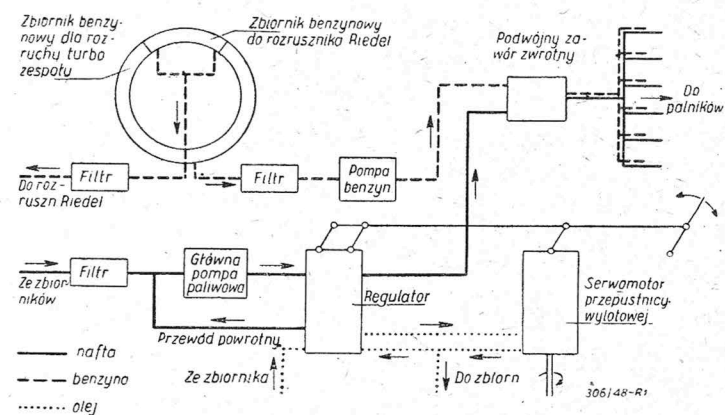 Zbiornik benzy-
nowy dla roz-
ruchy turbo
zespołu
Zbiornik benzynowy
do rozrusznika Riedel
Podwójny za-
wór zwrotny
Do
palników
Filtr
Filtr
Pompa
benzyn
Do roz-
ruszn Riedel
Filtr
Główna
pompa
paliwowa
Ze zbior-
ników
Regulator
Serwomotor
przepustnicy
wylotowej
Przewód powrotny
Ze zbiornika
Do zbiorn
nafta
benzyna
olej
306/48-R1